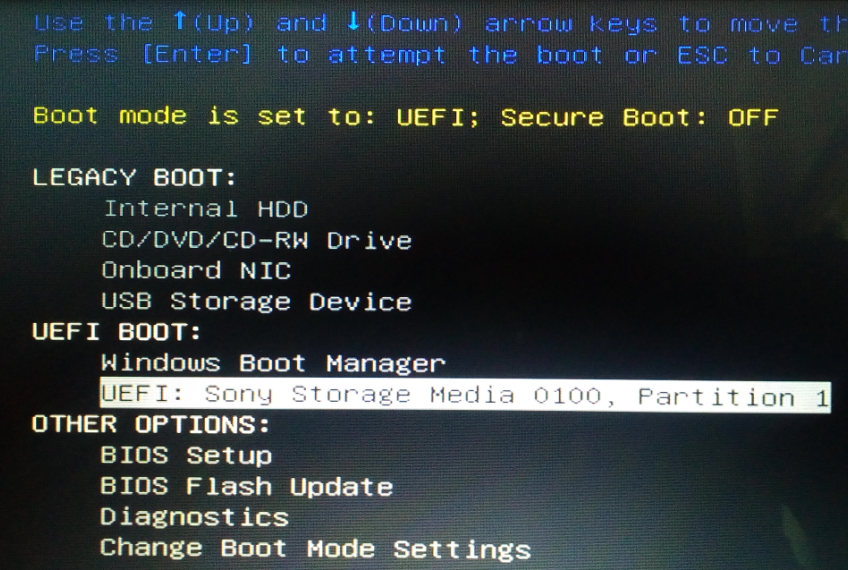 Use the ↑(Up) and ↓(Down) arrow keys to move
Press [Enter] to attempt the boot or ESC to
Boot mode is set to: UEFI; Secure Boot: OFF
LEGACY BOOT:
Internal HDD
CD/DVD/CD-RW Drive
Onboard NIC
USB Storage Device
UEFI BOOT:
Windows Boot Manager
UEFI: Sony Storage Media 0100, Partition 1
OTHER OPTIONS:
BIOS Setup
BIOS Flash Update
Diagnostics
Change Boot Mode Settings